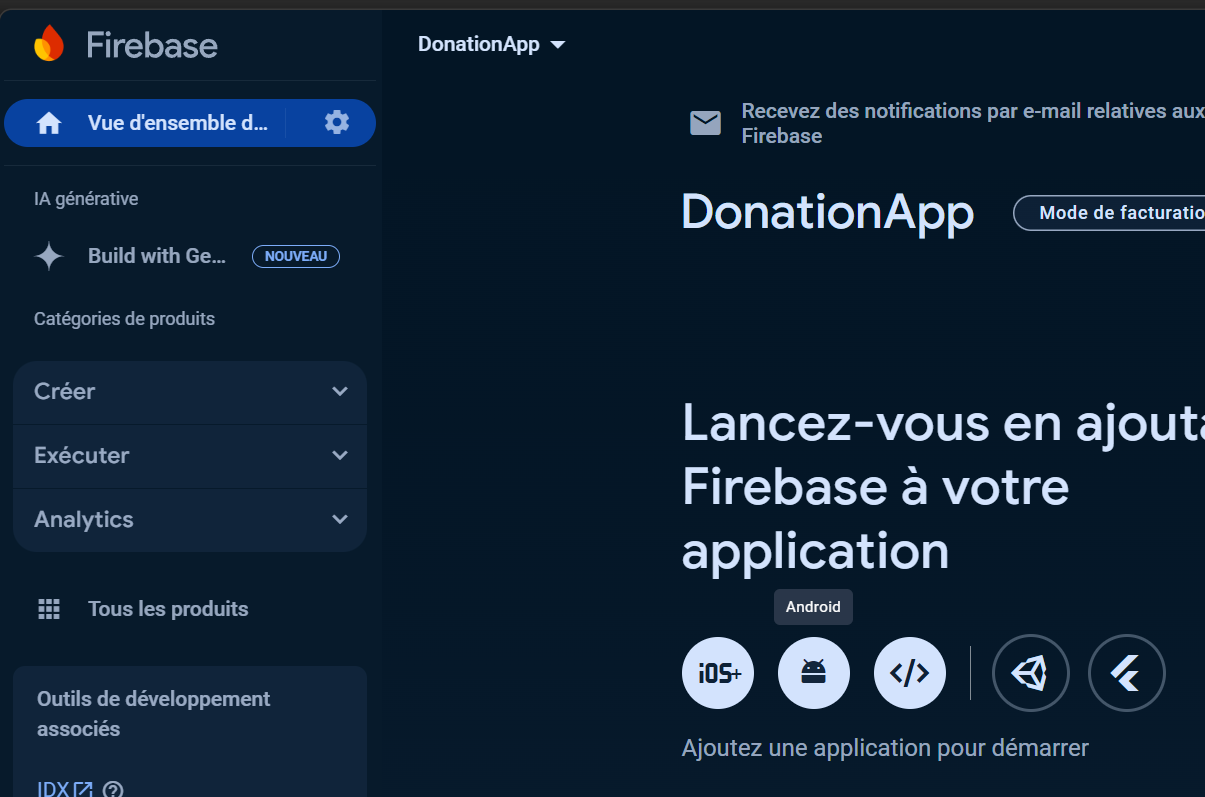 Firebase
DonationApp
Vue d'ensemble d...
Recevez des notifications par e-mail relatives aux
Firebase
IA générative
DonationApp
Mode de facturatio
Build with Ge...
NOUVEAU
Catégories de produits
Créer
Exécuter
Analytics
Lancez-vous en ajouta
Firebase à votre
application
Android
iOS+
Ajoutez une application pour démarrer
Tous les produits
Outils de développement
associés
IDX